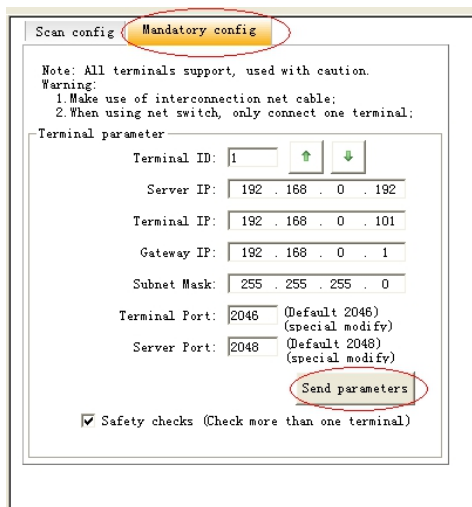 Scan config Mandatory config
Note: All terminals support, used with caution.
Warning:
1.Make use of interconnection net cable;
2.When using net switch, only connect one terminal;
Terminal parameter
Terminal ID: 1
Server IP: 192 . 168 . 0 . 192
Terminal IP: 192 . 168 . 0 . 101
Gateway IP: 192 . 168 . 0 . 1
Subnet Mask: 255 . 255 . 255 . 0
Terminal Port: 2046 (Default 2046)
(special modify)
Server Port: 2048 (Default 2048)
(special modify)
Send parameters
Safety checks (Check more than one terminal)